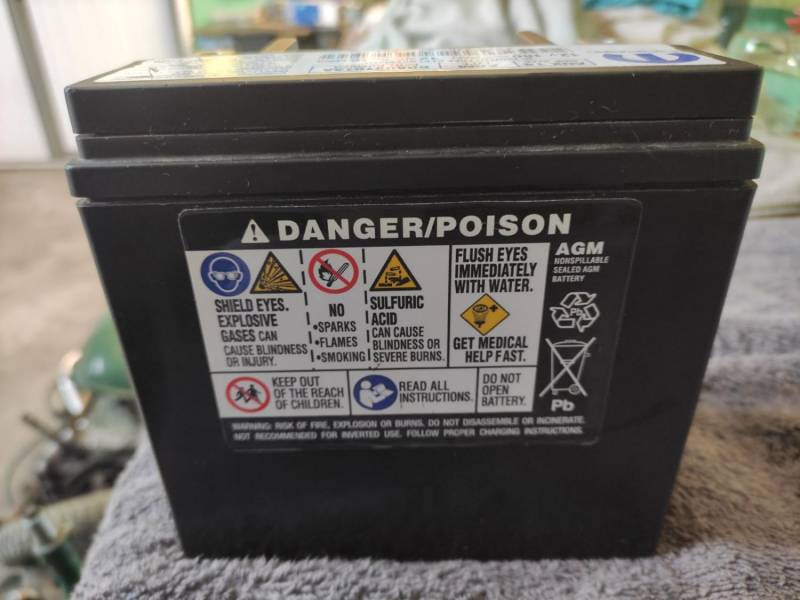 DANGER/POISON
SHIELD EYES.
EXPLOSIVE
GASES CAN
CAUSE BLINDNESS
OR INJURY.
NO
•SPARKS
•FLAMES
•SMOKING
SULFURIC
ACID
CAN CAUSE
BLINDNESS OR
SEVERE BURNS.
FLUSH EYES
IMMEDIATELY
WITH WATER.
GET MEDICAL
HELP FAST.
KEEP OUT
OF THE REACH
OF CHILDREN.
READ ALL
INSTRUCTIONS.
DO NOT
OPEN
BATTERY.
WARNING: RISK OF FIRE, EXPLOSION OR BURNS. DO NOT DISASSEMBLE OR INCINERATE.
NOT RECOMMENDED FOR INVERTED USE. FOLLOW PROPER CHARGING INSTRUCTIONS.
AGM
NONSPILLABLE
SEALED AGM
BATTERY
Pb
Pb